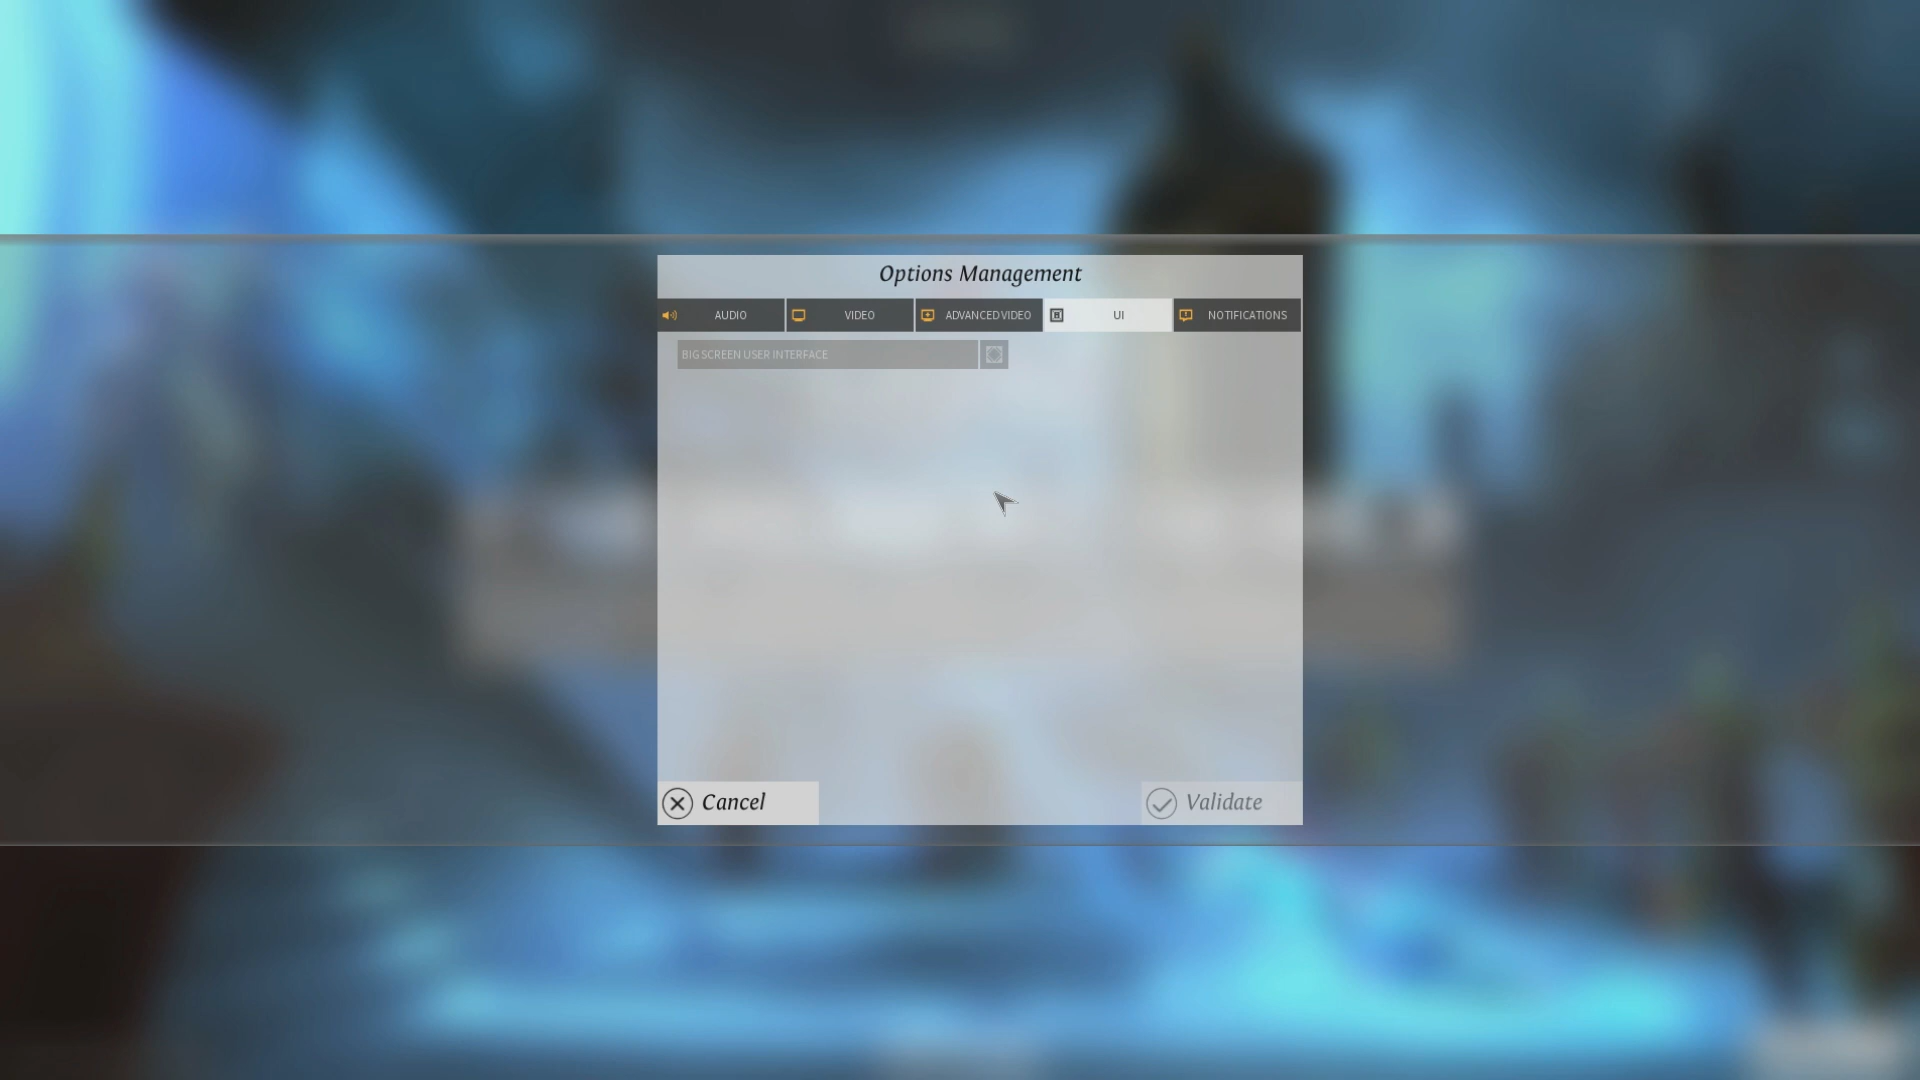 Options Management
AUDIO
VIDEO
ADVANCED VIDEO
UI
NOTIFICATIONS
BIG SCREEN USER INTERFACE
Cancel
Validate